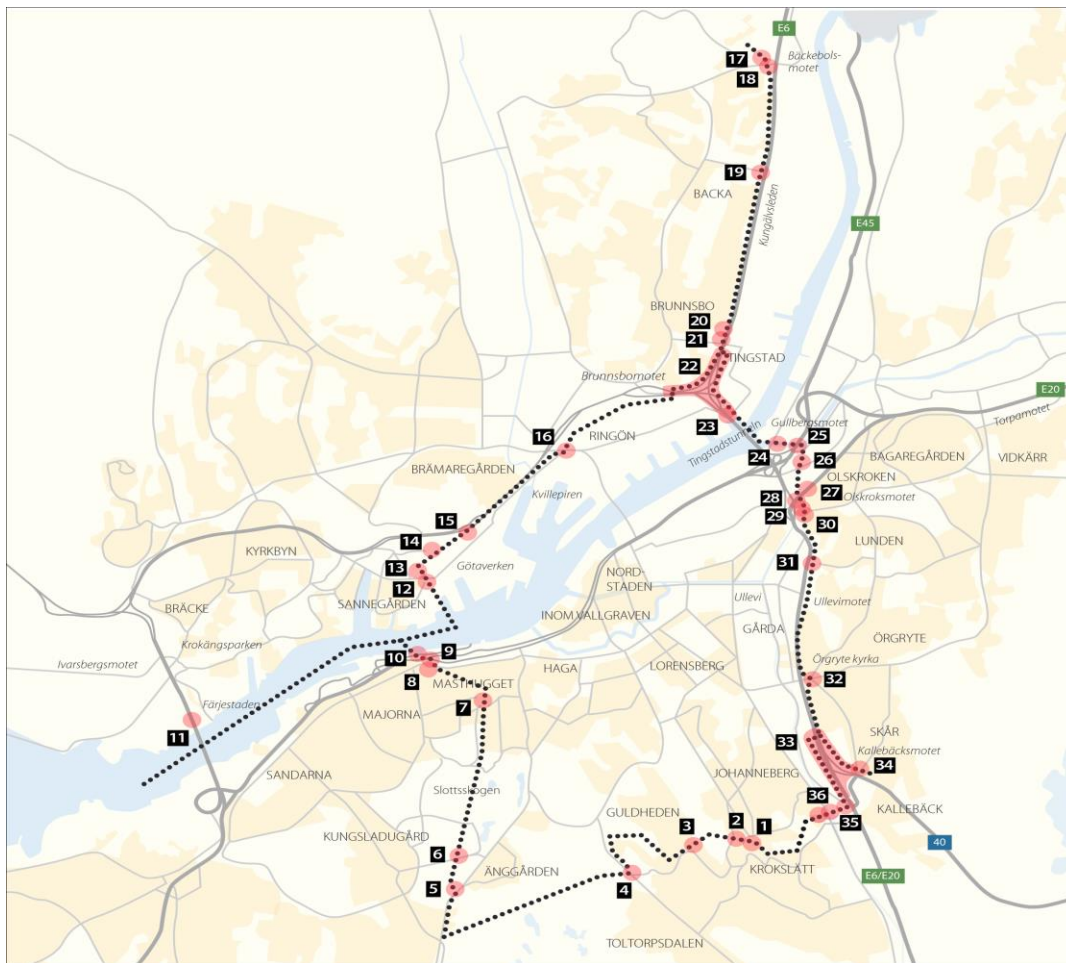 E6
17
Bäckebols-
motet
18
19
BACKA
Kungälvsleden
E45
BRUNNSBO
20
21
TINGSTAD
22
Brunnsbomotet
E20
Torpamotet
23
Gullbergsmotet
25
16
RINGÖN
Tingstadstunneln
24
26
BAGAREGÅRDEN
VIDKÄRR
BRÄMAREGÅRDEN
OLSKROKEN
27
Kvillepiren
28
Olskroksmotet
29
30
15
LUNDEN
14
KYRKBYN
13
Götaverken
31
12
NORD-
STADEN
SANNEGÅRDEN
Ullevi
Ullevimotet
BRÄCKE
INOM VALLGRAVEN
GÅRDA
Krokängsparken
ÖRGRYTE
Ivarsbergsmotet
10
9
HAGA
LORENSBERG
Örgryte kyrka
8
MASTHUGGET
32
Färjestaden
7
MAJORNA
11
SKÅR
33
Kallebäcksmotet
34
SANDARNA
JOHANNEBERG
Slottsskogen
36
KALLEBÄCK
GULDHEDEN
35
KUNGSLADUGÅRD
3
2
1
40
6
ÄNGGÅRDEN
KROKSLÄTT
5
4
E6/E20
TOLTORPSDALEN